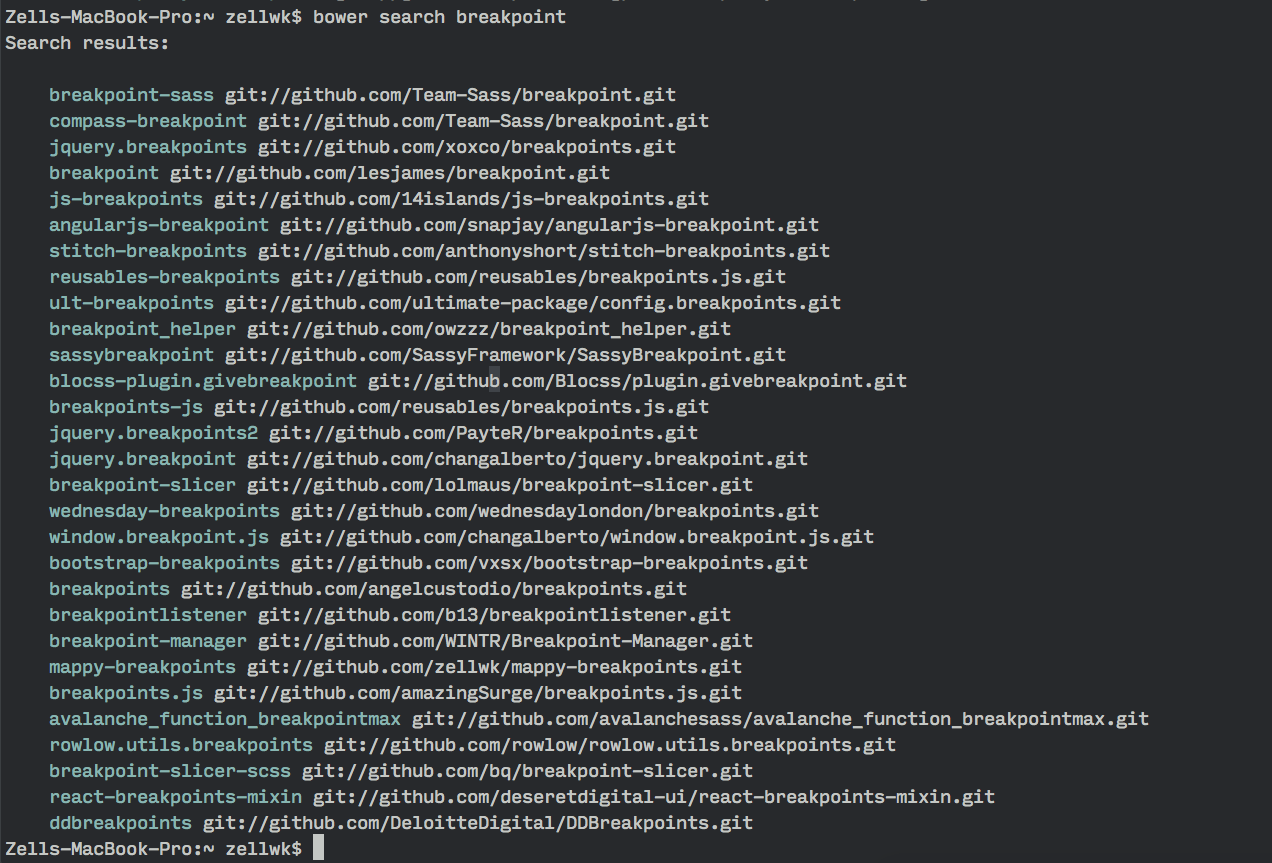 Zells-MacBook-Pro:~ zellwk$ bower search breakpoint
Search results:
breakpoint-sass git://github.com/Team-Sass/breakpoint.git
compass-breakpoint git://github.com/Team-Sass/breakpoint.git
jquery.breakpoints git://github.com/xoxco/breakpoints.git
breakpoint git://github.com/lesjames/breakpoint.git
js-breakpoints git://github.com/14islands/js-breakpoints.git
angularjs-breakpoint git://github.com/snapjay/angularjs-breakpoint.git
stitch-breakpoints git://github.com/anthonyshort/stitch-breakpoints.git
reusables-breakpoints git://github.com/reusables/breakpoints.js.git
ult-breakpoints git://github.com/ultimate-package/config.breakpoints.git
breakpoint_helper git://github.com/owzzz/breakpoint_helper.git
sassybreakpoint git://github.com/SassyFramework/SassyBreakpoint.git
blocss-plugin.givebreakpoint git://github.com/Blocss/plugin.givebreakpoint.git
breakpoints-js git://github.com/reusables/breakpoints.js.git
jquery.breakpoints2 git://github.com/PayteR/breakpoints.git
jquery.breakpoint git://github.com/changalberto/jquery.breakpoint.git
breakpoint-slicer git://github.com/lolmaus/breakpoint-slicer.git
wednesday-breakpoints git://github.com/wednesdaylondon/breakpoints.git
window.breakpoint.js git://github.com/changalberto/window.breakpoint.js.git
bootstrap-breakpoints git://github.com/vxsx/bootstrap-breakpoints.git
breakpoints git://github.com/angelcustodio/breakpoints.git
breakpointlistener git://github.com/b13/breakpointlistener.git
breakpoint-manager git://github.com/WINTR/Breakpoint-Manager.git
mappy-breakpoints git://github.com/zellwk/mappy-breakpoints.git
breakpoints.js git://github.com/amazingSurge/breakpoints.js.git
avalanche_function_breakpointmax git://github.com/avalanchesass/avalanche_function_breakpointmax.git
rowlow.utils.breakpoints git://github.com/rowlow/rowlow.utils.breakpoints.git
breakpoint-slicer-scss git://github.com/bq/breakpoint-slicer.git
react-breakpoints-mixin git://github.com/deseretdigital-ui/react-breakpoints-mixin.git
ddbreakpoints git://github.com/DeloitteDigital/DDBreakpoints.git
Zells-MacBook-Pro:~ zellwk$